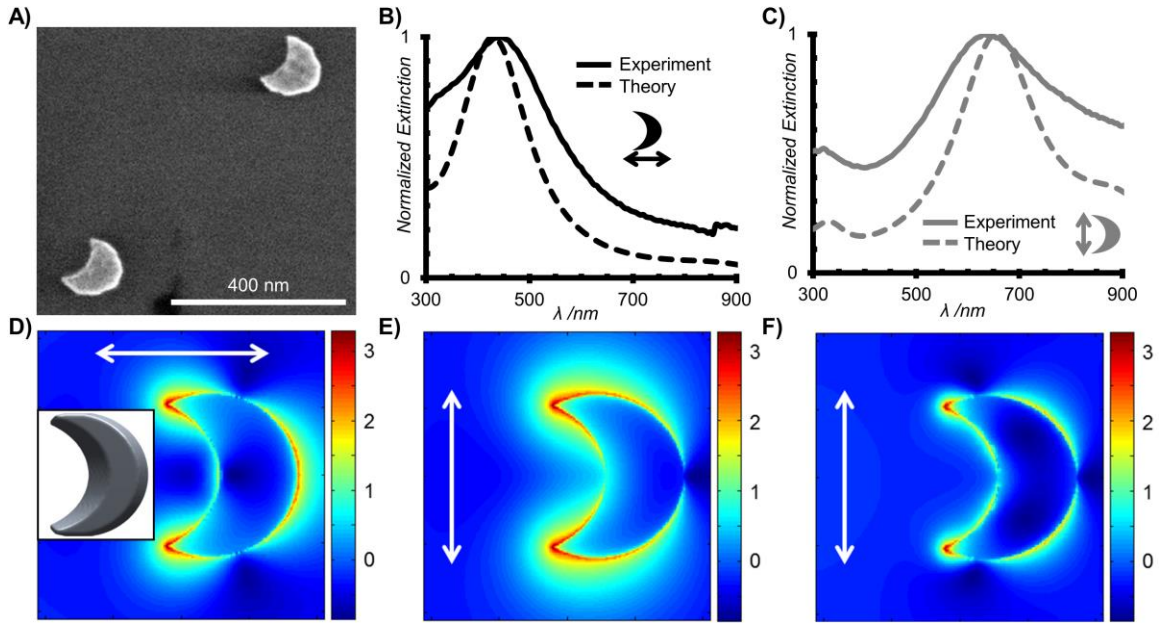 A)
400 nm
B)
Normalized Extinction
1
0
Experiment
Theory
300
500
700
900
λ /nm
C)
Normalized Extinction
1
0
Experiment
Theory
300
500
700
900
λ /nm
D)
3
2
1
0
E)
3
2
1
0
F)
3
2
1
0